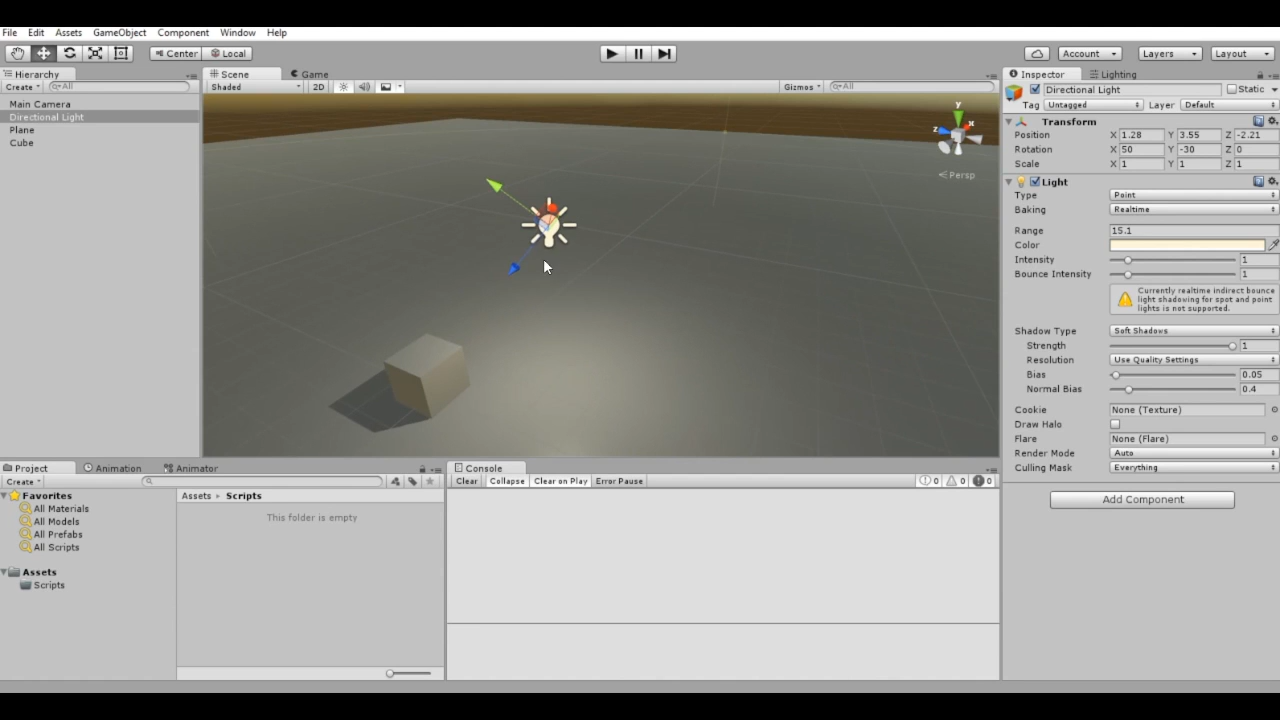 File Edit Assets GameObject Component Window Help
Center Local Account Layers Layout
Hierarchy
Create All
Main Camera
Directional Light
Plane
Cube
Scene Game
Shaded 2D Gizmos All
y
x
z
Persp
Project Animation Animator
Create
Favorites
All Materials
All Models
All Prefabs
All Scripts
Assets
Scripts
Assets Scripts
This folder is empty
Console
Clear Collapse Clear on Play Error Pause 0 0 0
Inspector Lighting
Directional Light Static
Tag Untagged Layer Default
Transform
Position X 1.28 Y 3.55 Z -2.21
Rotation X 50 Y -30 Z 0
Scale X 1 Y 1 Z 1
Light
Type Point
Baking Realtime
Range 15.1
Color
Intensity 1
Bounce Intensity 1
Currently realtime indirect bounce
light shadowing for spot and point
lights is not supported.
Shadow Type Soft Shadows
Strength 1
Resolution Use Quality Settings
Bias 0.05
Normal Bias 0.4
Cookie None (Texture)
Draw Halo
Flare None (Flare)
Render Mode Auto
Culling Mask Everything
Add Component